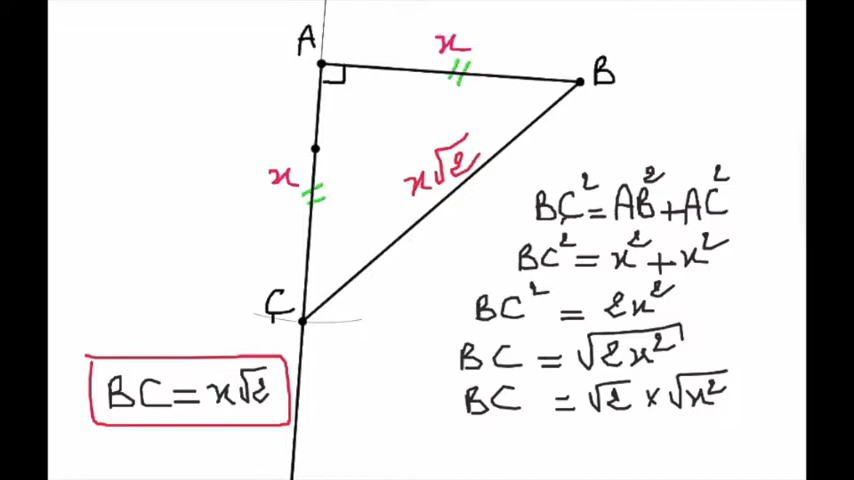 A
x
B
x
x√2
BC² = AB² + AC²
BC² = x² + x²
C
BC² = 2x²
BC = √2x²
BC = x√2
BC = √2 × √x²